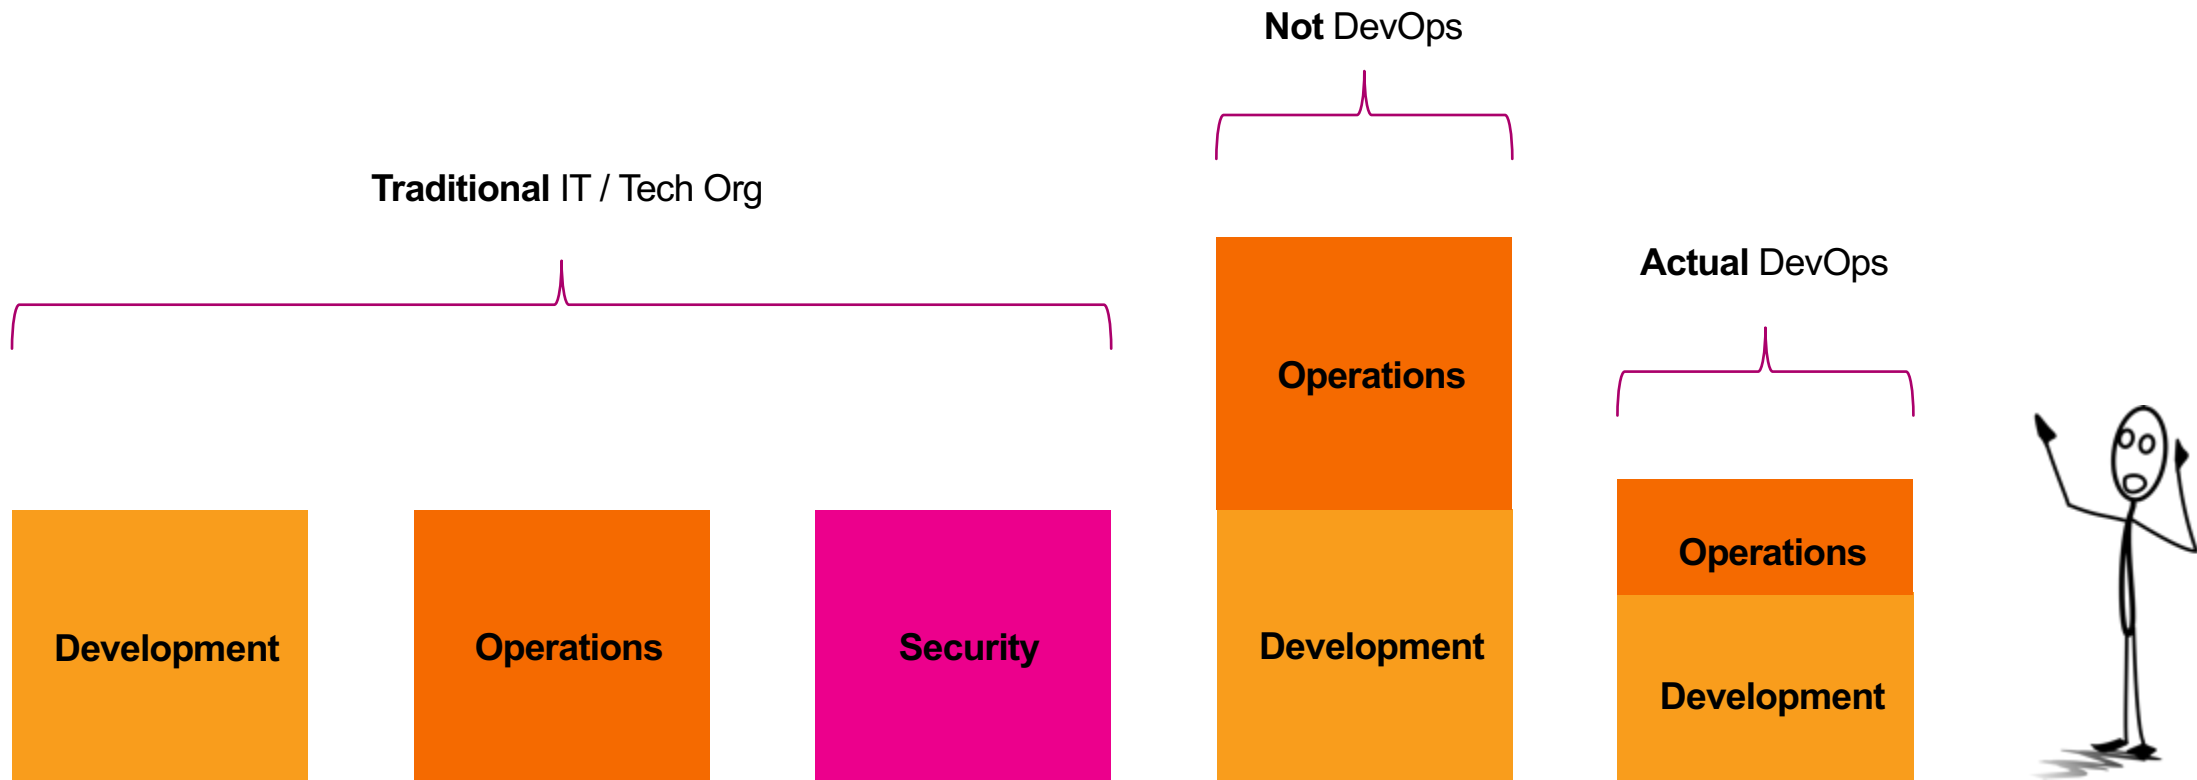 Not DevOps
Traditional IT / Tech Org
Actual DevOps
Operations
Operations
Development
Operations
Security
Development
Development